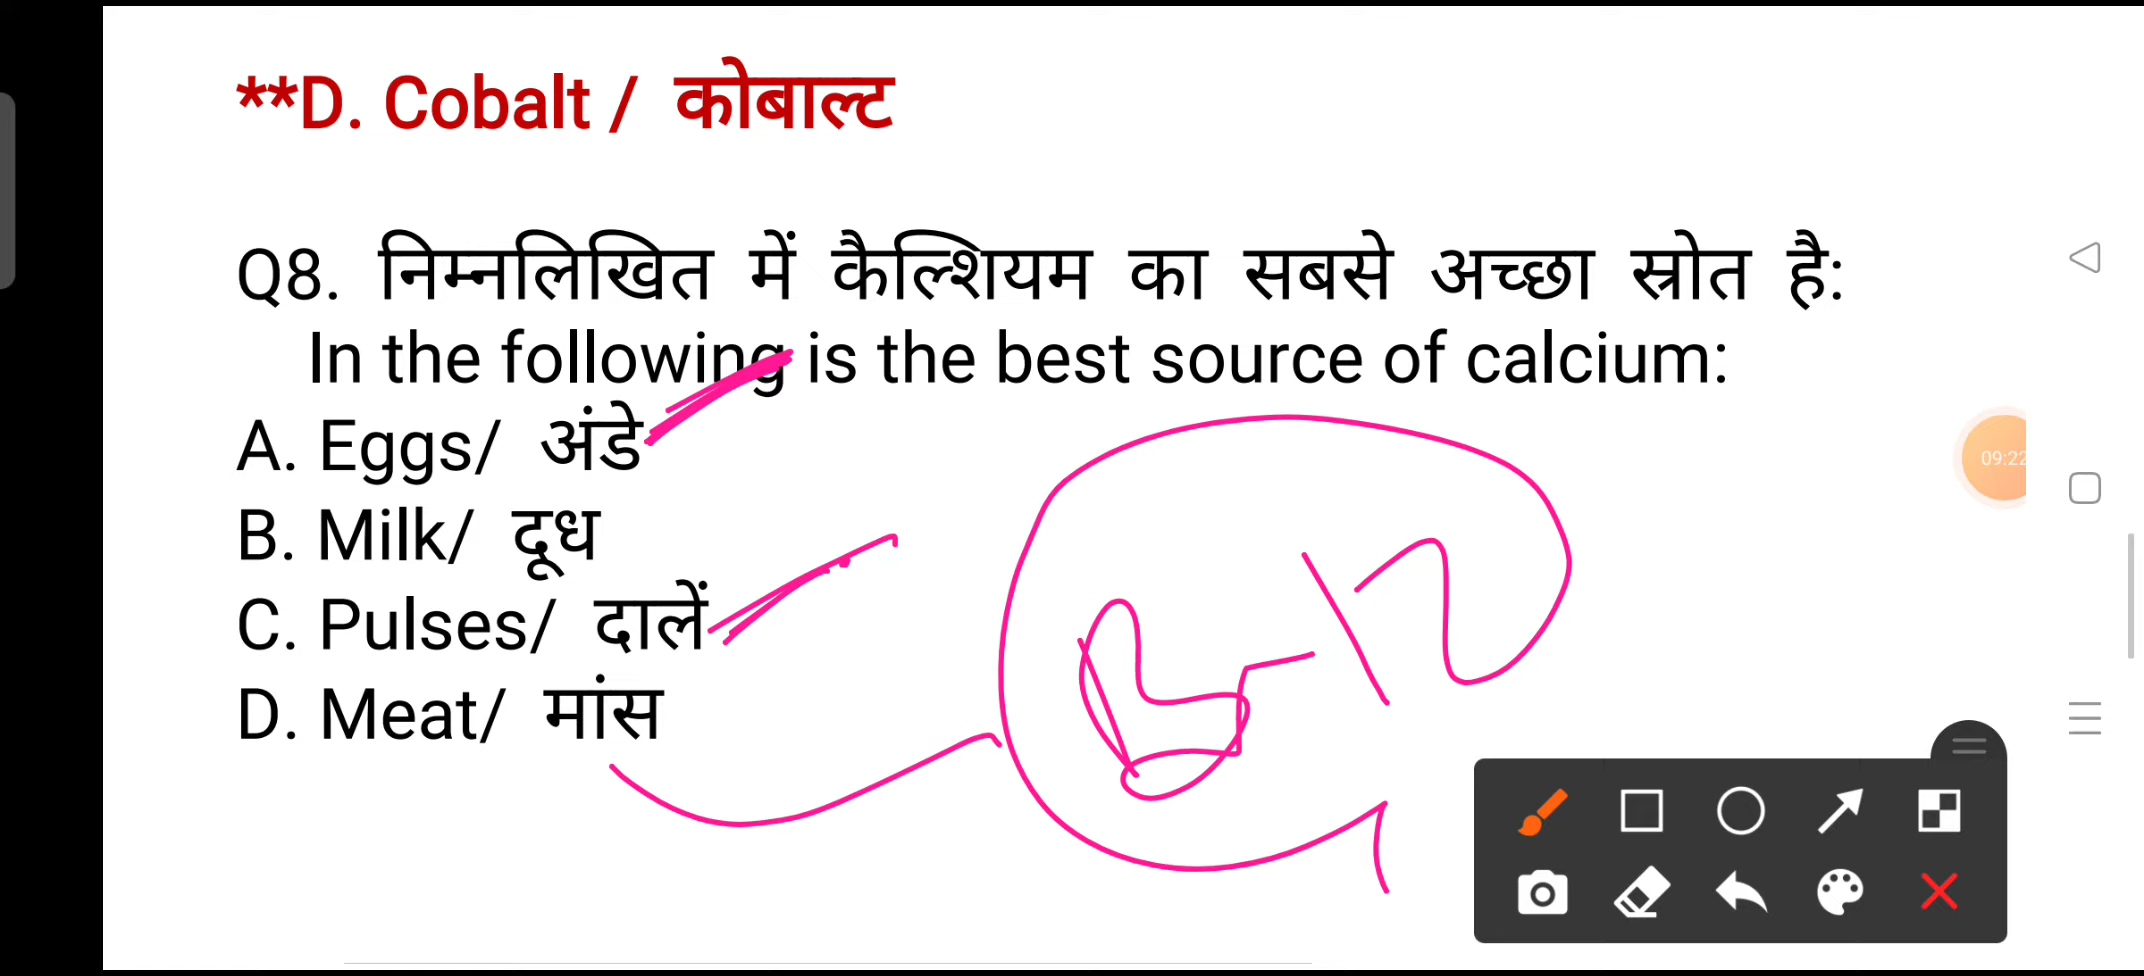 **D. Cobalt / कोबाल्ट
Q8. निम्नलिखित में कैल्शियम का सबसे अच्छा स्रोत है:
In the following is the best source of calcium:
A. Eggs/ अंडे
B. Milk/ दूध
C. Pulses/ दालें
D. Meat/ मांस
09:22